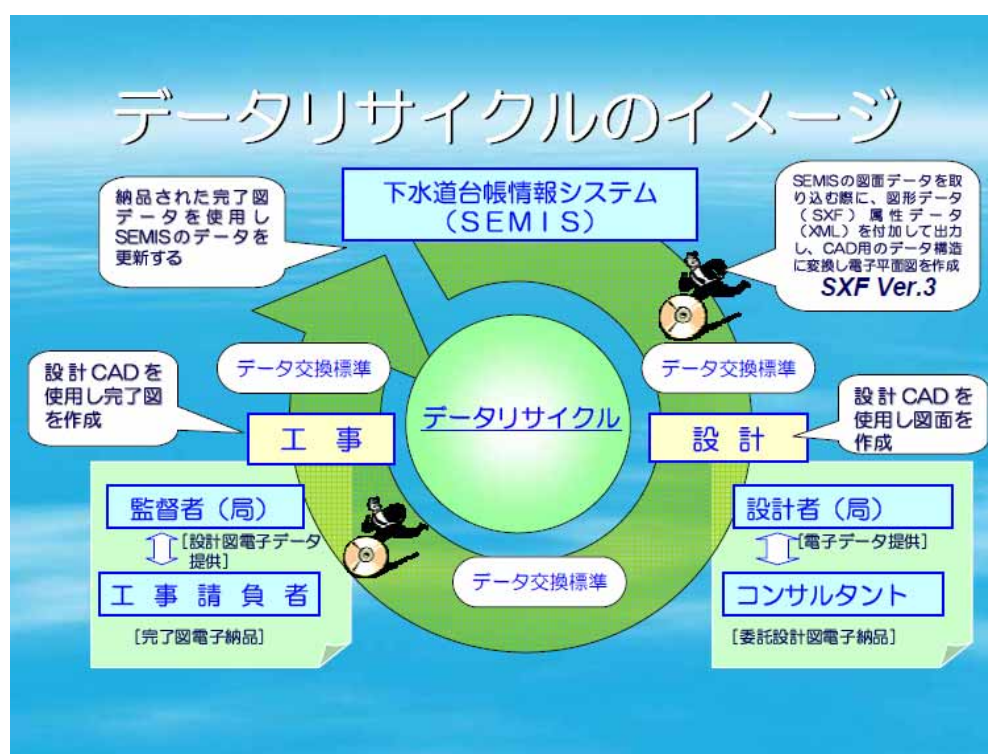 データリサイクルのイメージ
納品された完了図
データを使用し
SEMISのデータを
更新する
下水道台帳情報システム
(SEMIS)
SEMISの図面データを取
り込む際に、図形データ
(SXF)属性データ
(XML)を付加して出力
し、CAD用のデータ構造
に変換し電子平面図を作成
SXF Ver.3
データ交換標準
データ交換標準
設計CADを
使用し完了図
を作成
データリサイクル
設計CADを
使用し図面を
作成
工 事
設 計
監督者(局)
[設計図電子データ
提供]
工 事 請 負 者
[完了図電子納品]
データ交換標準
設計者(局)
[電子データ提供]
コンサルタント
[委託設計図電子納品]